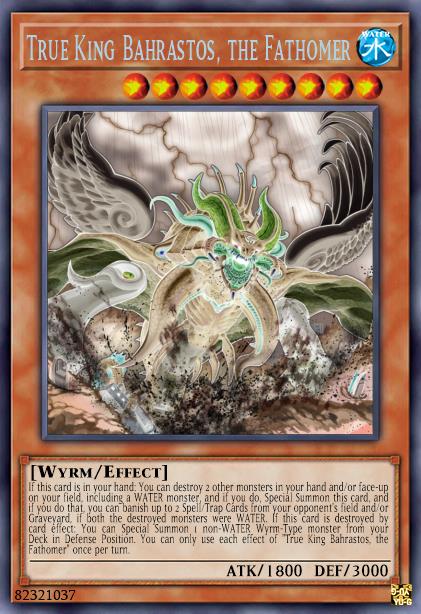 TRUE KING BAHRASTOS, THE FATHOMER
WATER
水
[WYRM/EFFECT]
If this card is in your hand: You can destroy 2 other monsters in your hand and/or face-up
on your field, including a WATER monster, and if you do, Special Summon this card, and
if you do that, you can banish up to 2 Spell/Trap Cards from your opponent's field and/or
Graveyard, if both the destroyed monsters were WATER. If this card is destroyed by
card effect: You can Special Summon 1 non-WATER Wyrm-Type monster from your
Deck in Defense Position. You can only use each effect of "True King Bahrastos, the
Fathomer" once per turn.
ATK/1800 DEF/3000
82321037